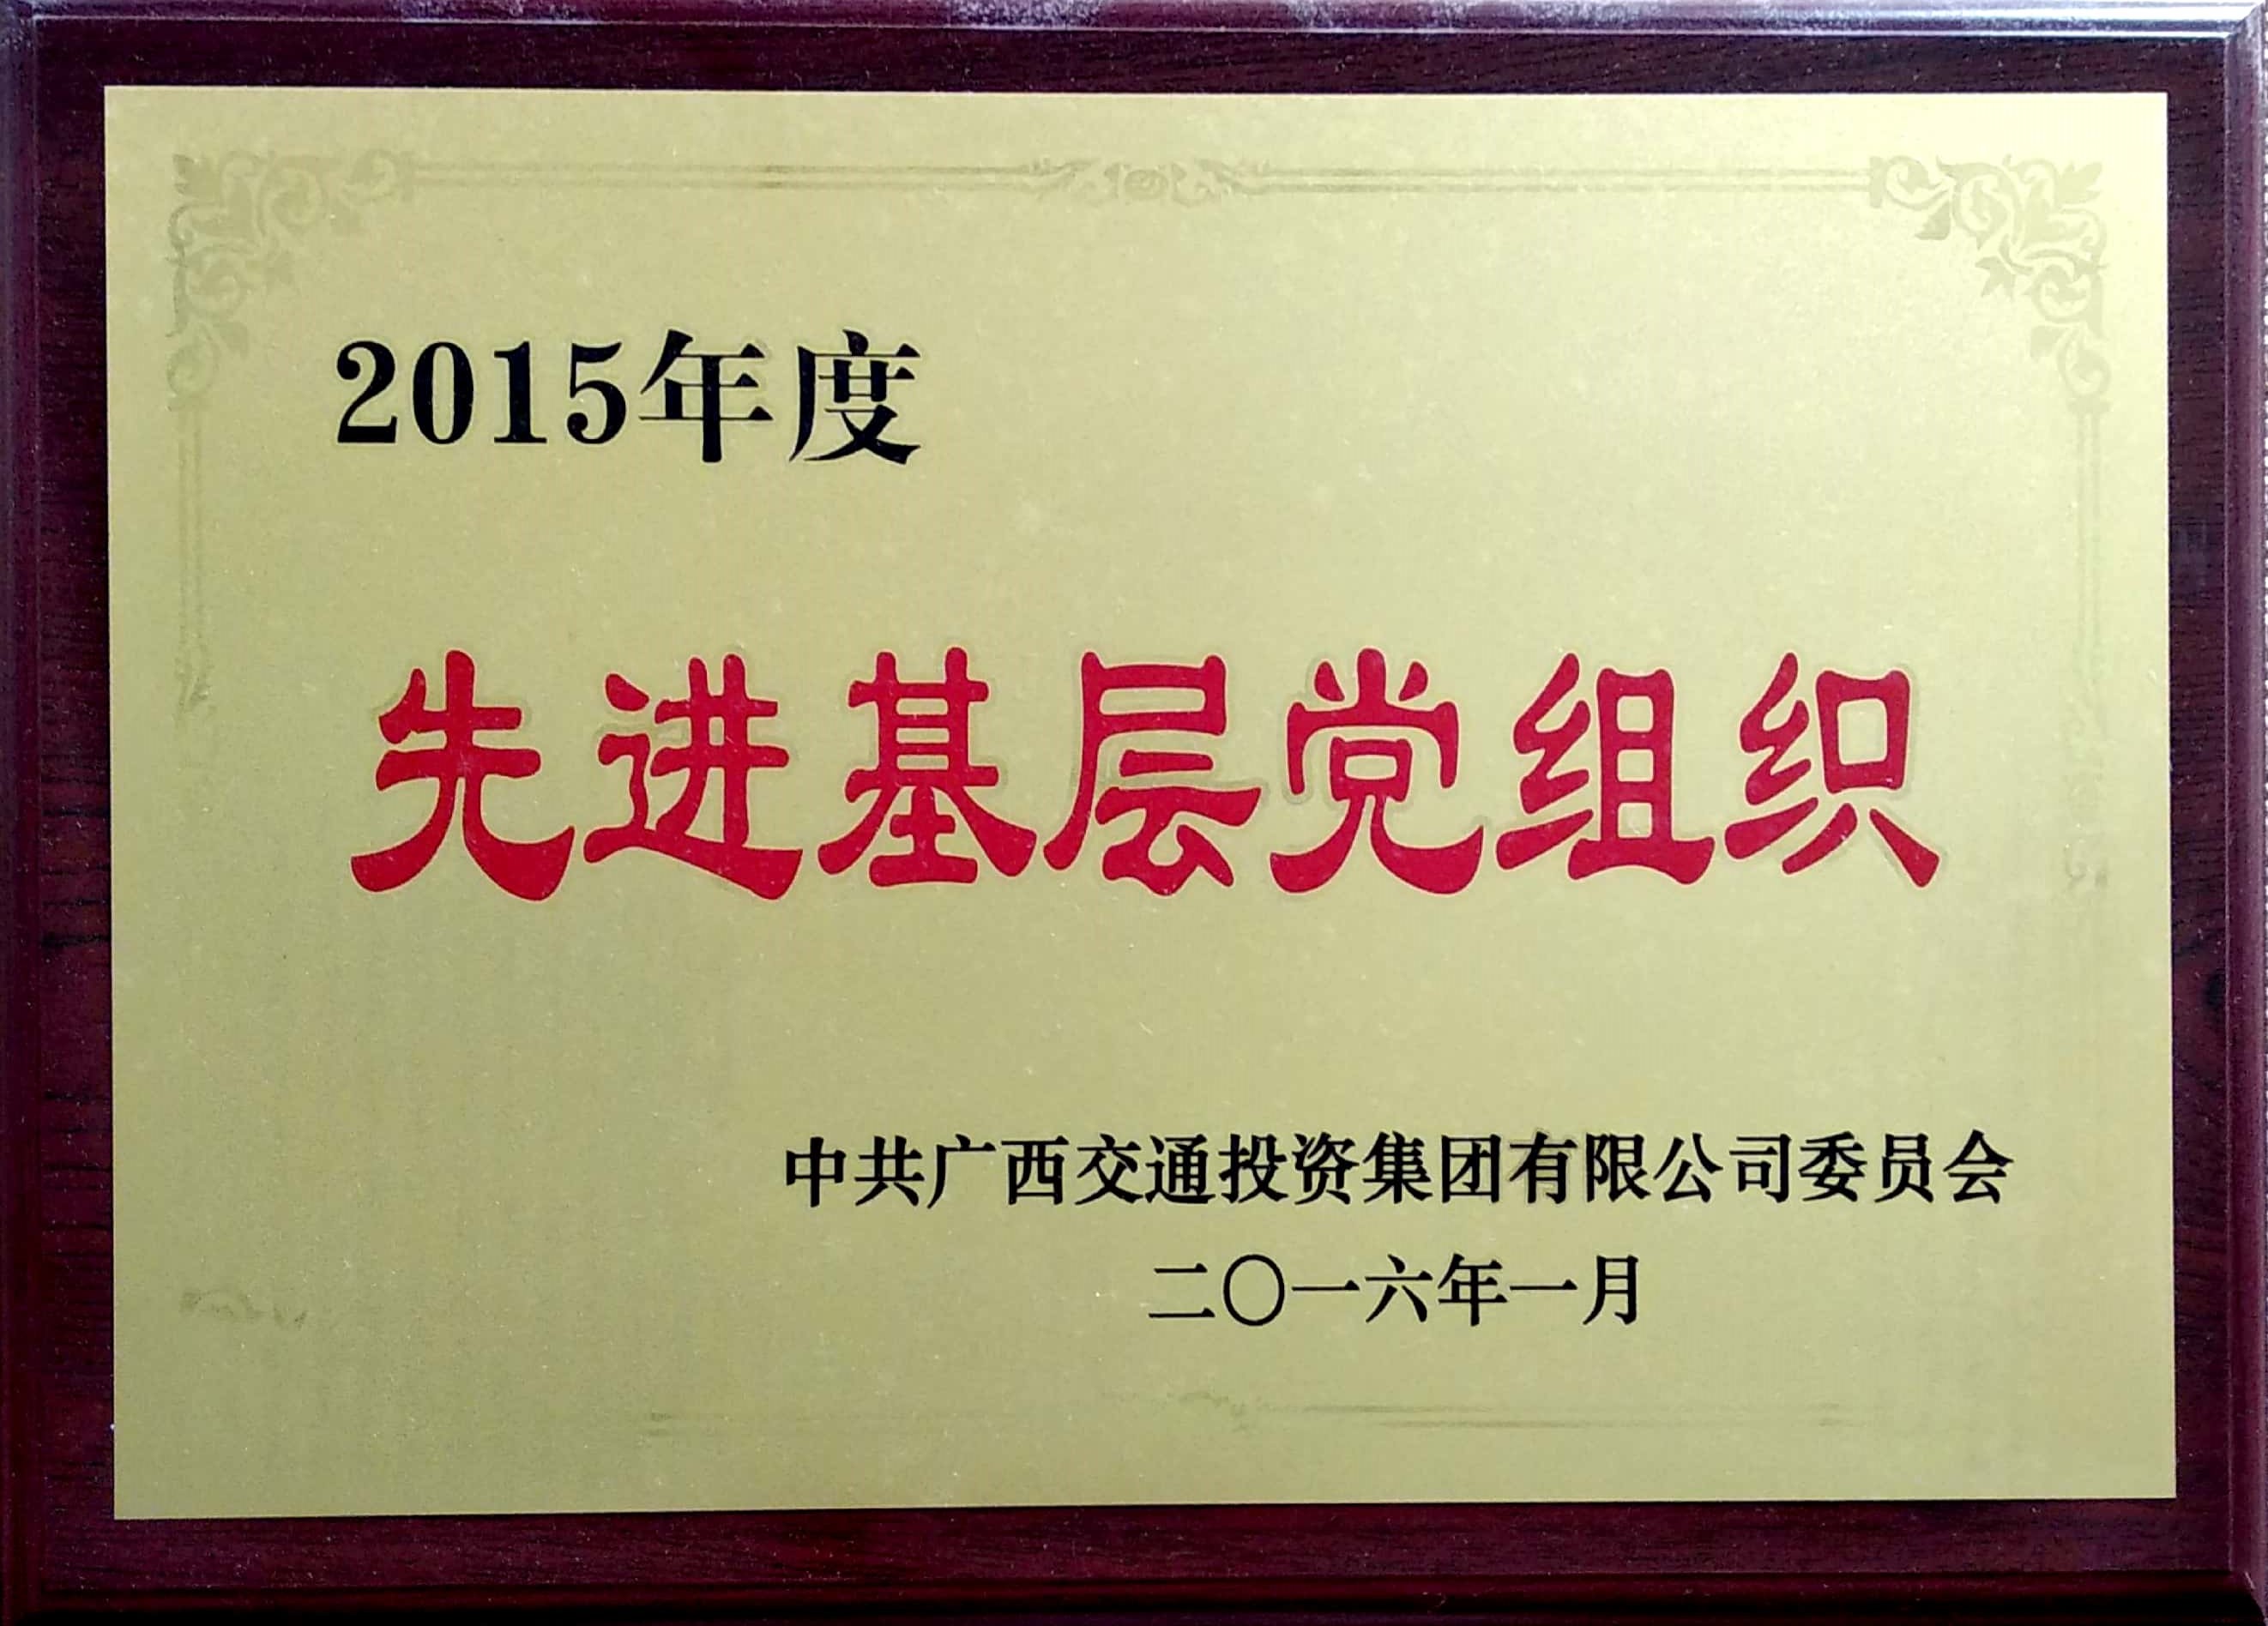 2015年度
先进基层党组织
中共广西交通投资集团有限公司委员会
二〇一六年一月